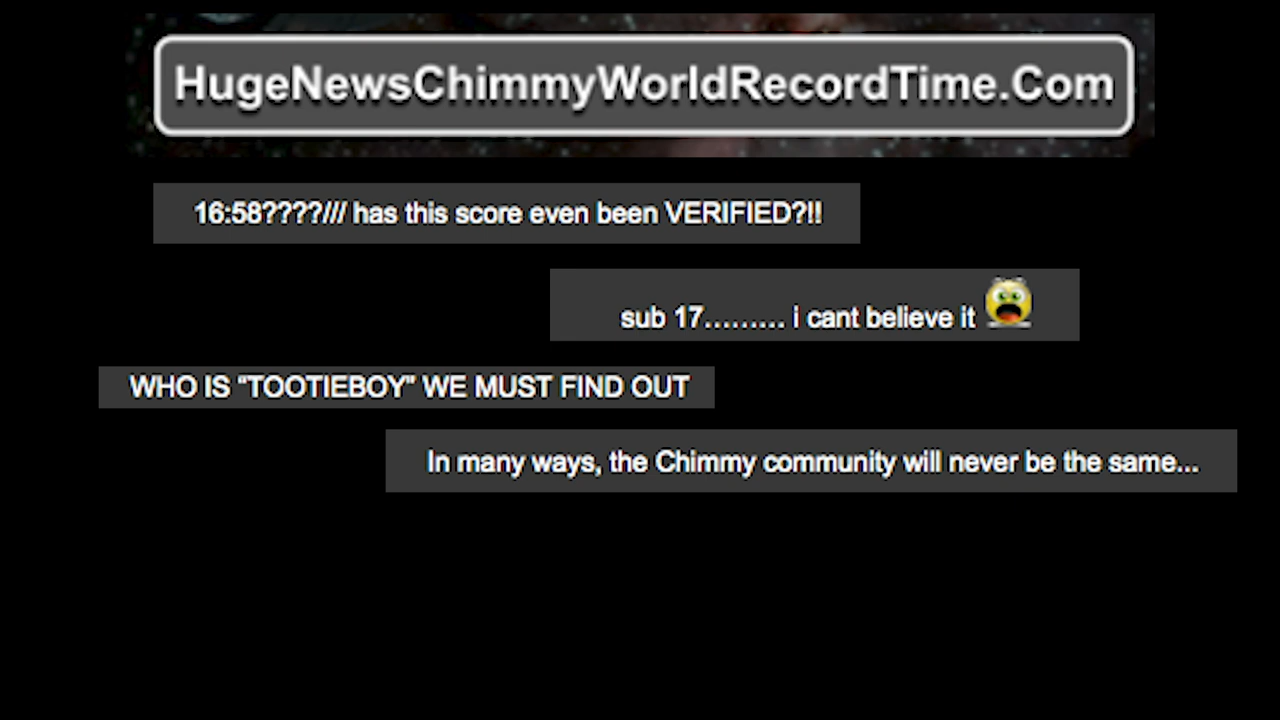 HugeNewsChimmyWorldRecordTime.Com
16:58????/// has this score even been VERIFIED?!!
sub 17......... i cant believe it
WHO IS “TOOTIEBOY” WE MUST FIND OUT
In many ways, the Chimmy community will never be the same...